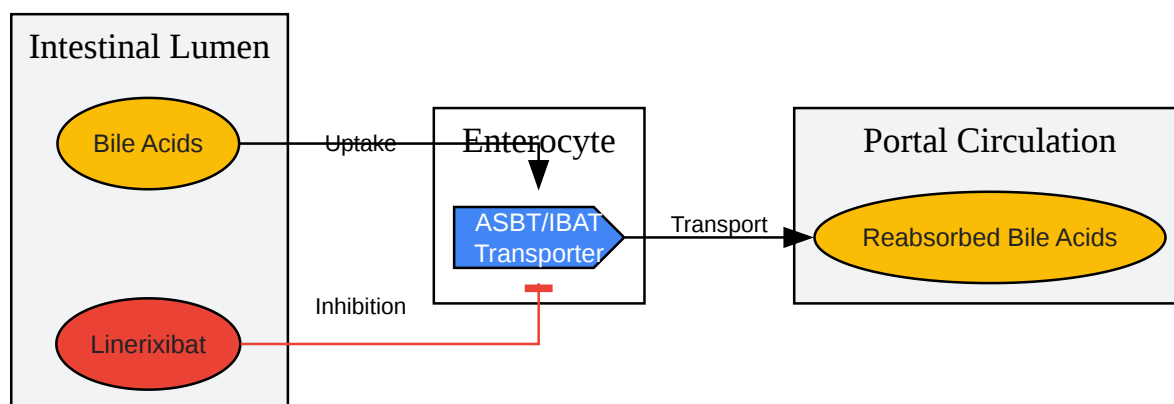 Intestinal Lumen
Bile Acids
Uptake
Enterocyte
ASBT/IBAT
Transporter
Transport
Portal Circulation
Reabsorbed Bile Acids
Inhibition
Linerixibat